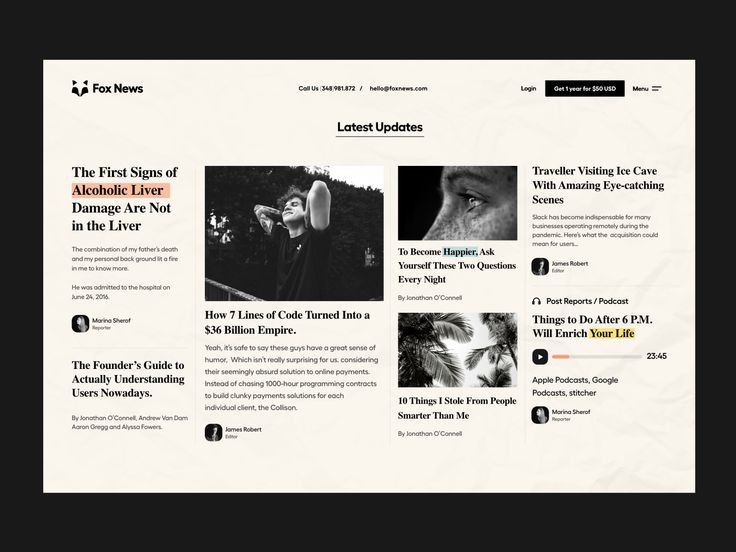 Fox News
Call Us :348.981.872 / hello@foxnews.com
Login
Get 1 year for $50 USD
Menu
Latest Updates
The First Signs of
Alcoholic Liver
Damage Are Not
in the Liver
The combination of my father's death
and my personal back ground lit a fire
in me to know more.
He was admitted to the hospital on
June 24, 2016.
Marina Sherof
Reporter
The Founder's Guide to
Actually Understanding
Users Nowadays.
By Jonathan O'Connell, Andrew Van Dam
Aaron Gregg and Alyssa Fowers.
How 7 Lines of Code Turned Into a
$36 Billion Empire.
Yeah, it's safe to say these guys have a great sense of
humor, Which isn't really surprising for us, considering
their seemingly absurd solution to online payments.
Instead of chasing 1000-hour programming contracts
to build clunky payments solutions for each
individual client, the Collison.
James Robert
Editor
To Become Happier, Ask
Yourself These Two Questions
Every Night
By Jonathan O'Connell
10 Things I Stole From People
Smarter Than Me
By Jonathan O'Connell
Traveller Visiting Ice Cave
With Amazing Eye-catching
Scenes
Slack has become indispensable for many
businesses operating remotely during the
pandemic. Here's what the acquisition could
mean for users...
James Robert
Editor
Post Reports / Podcast
Things to Do After 6 P.M.
Will Enrich Your Life
23:45
Apple Podcasts, Google
Podcasts, stitcher
Marina Sherof
Reporter